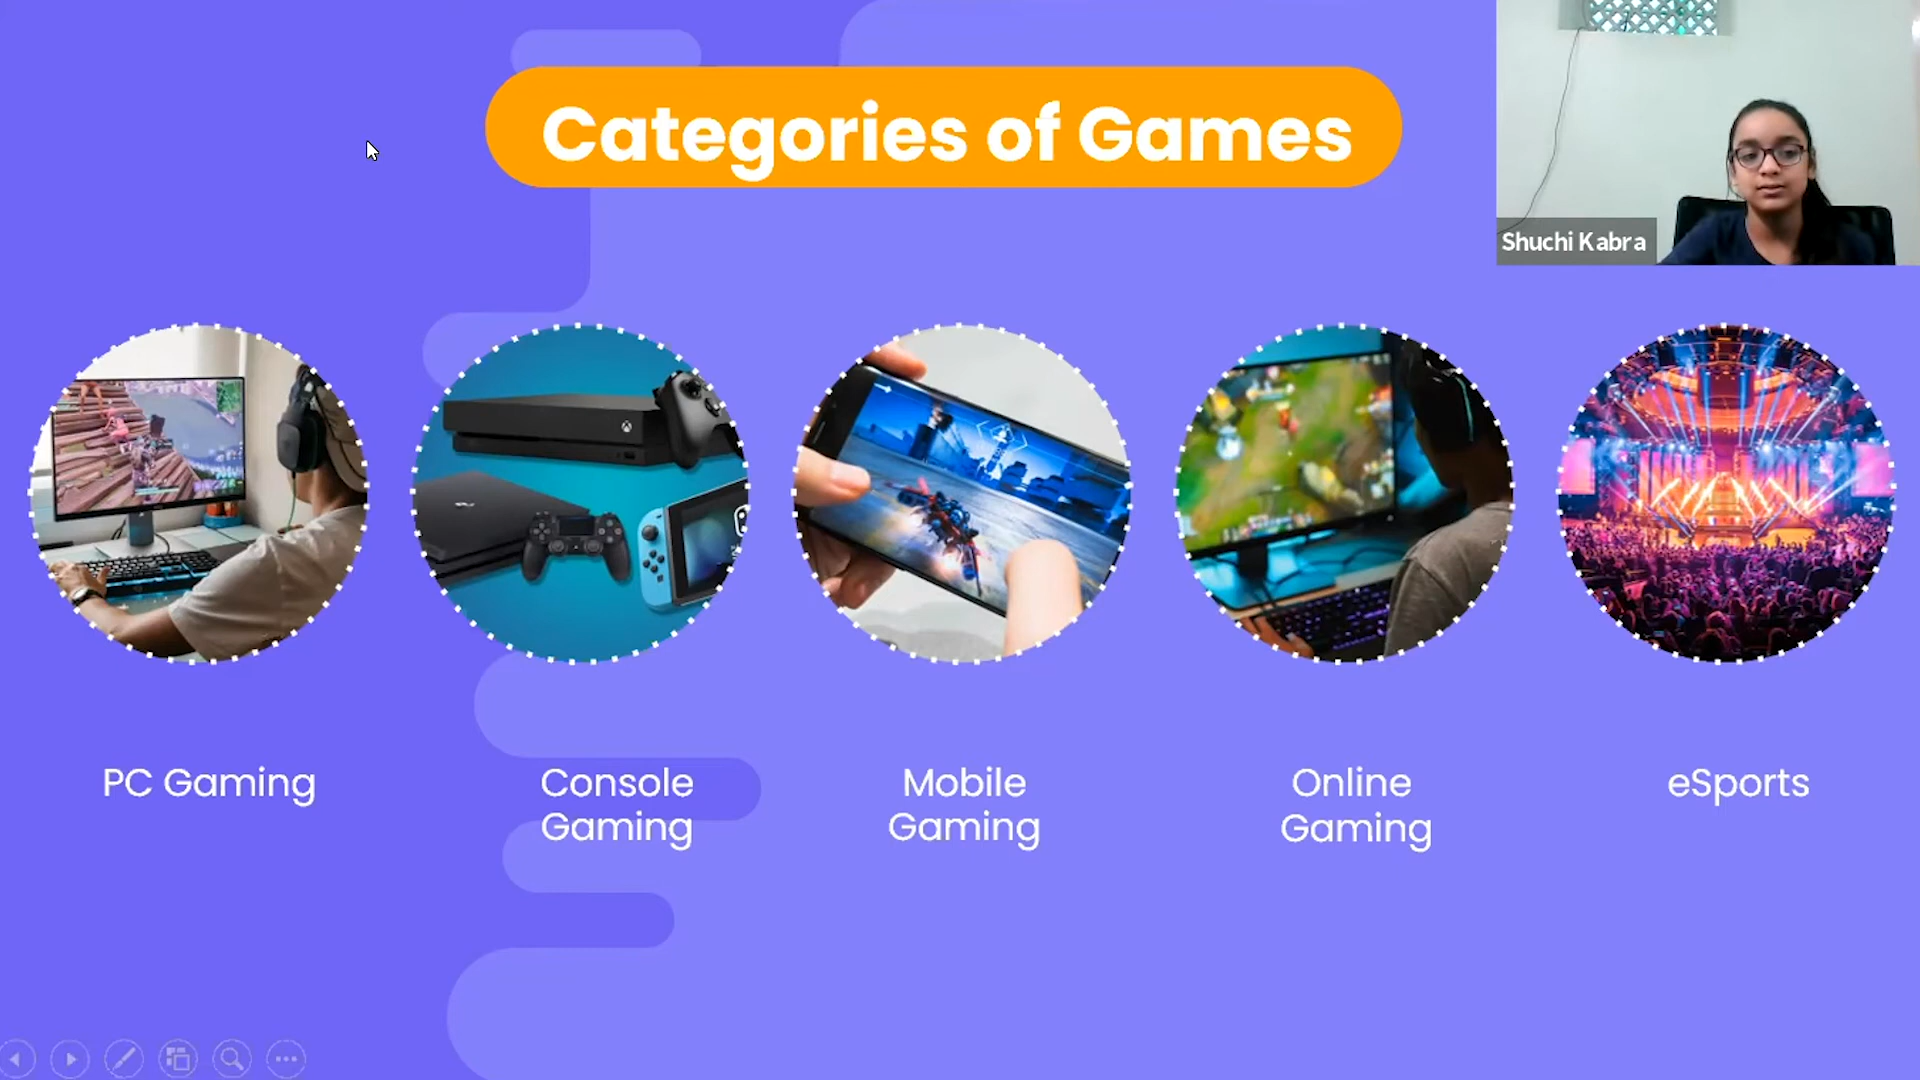 Categories of Games
Shuchi Kabra
PC Gaming
Console
Gaming
Mobile
Gaming
Online
Gaming
eSports